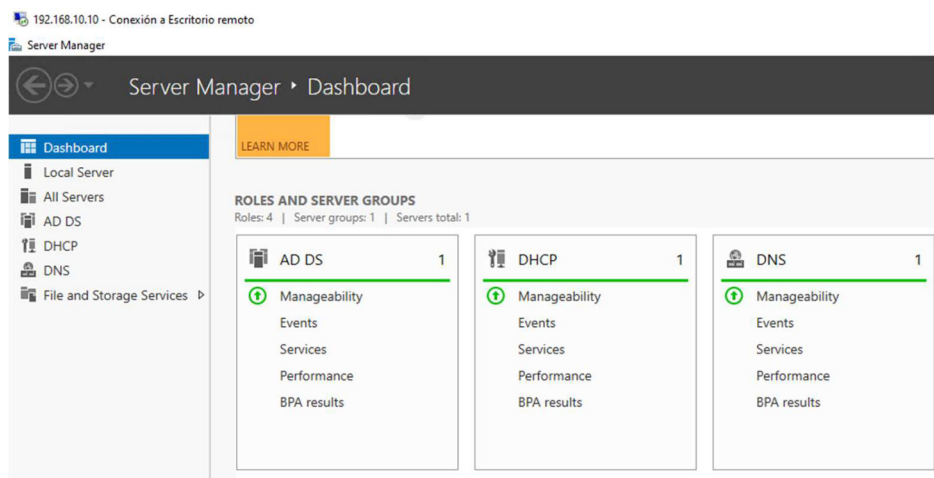 192.168.10.10 - Conexión a Escritorio remoto
Server Manager
Server Manager ‣ Dashboard
Dashboard
Local Server
All Servers
AD DS
DHCP
DNS
File and Storage Services
LEARN MORE
ROLES AND SERVER GROUPS
Roles: 4 | Server groups: 1 | Servers total: 1
AD DS 1
Manageability
Events
Services
Performance
BPA results
DHCP 1
Manageability
Events
Services
Performance
BPA results
DNS 1
Manageability
Events
Services
Performance
BPA results